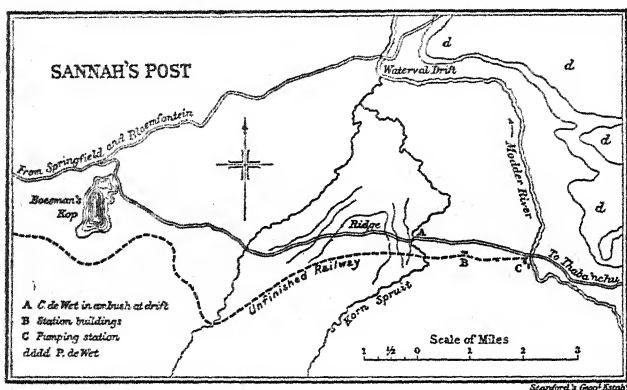 SANNAH'S POST
Waterval Drift
d
d
d
d
From Springfield and Bloemfontein
Modder River
Boesman's
Kop
Ridge
A
B
C
To Thaba'nchu
Unfinished Railway
Korn Spruit
A C. de Wet in ambush at drift
B Station buildings
C Pumping station
dddd P. de Wet
Scale of Miles
1 ½ 0 1 2 3
Stanford's Geog.l Estab.